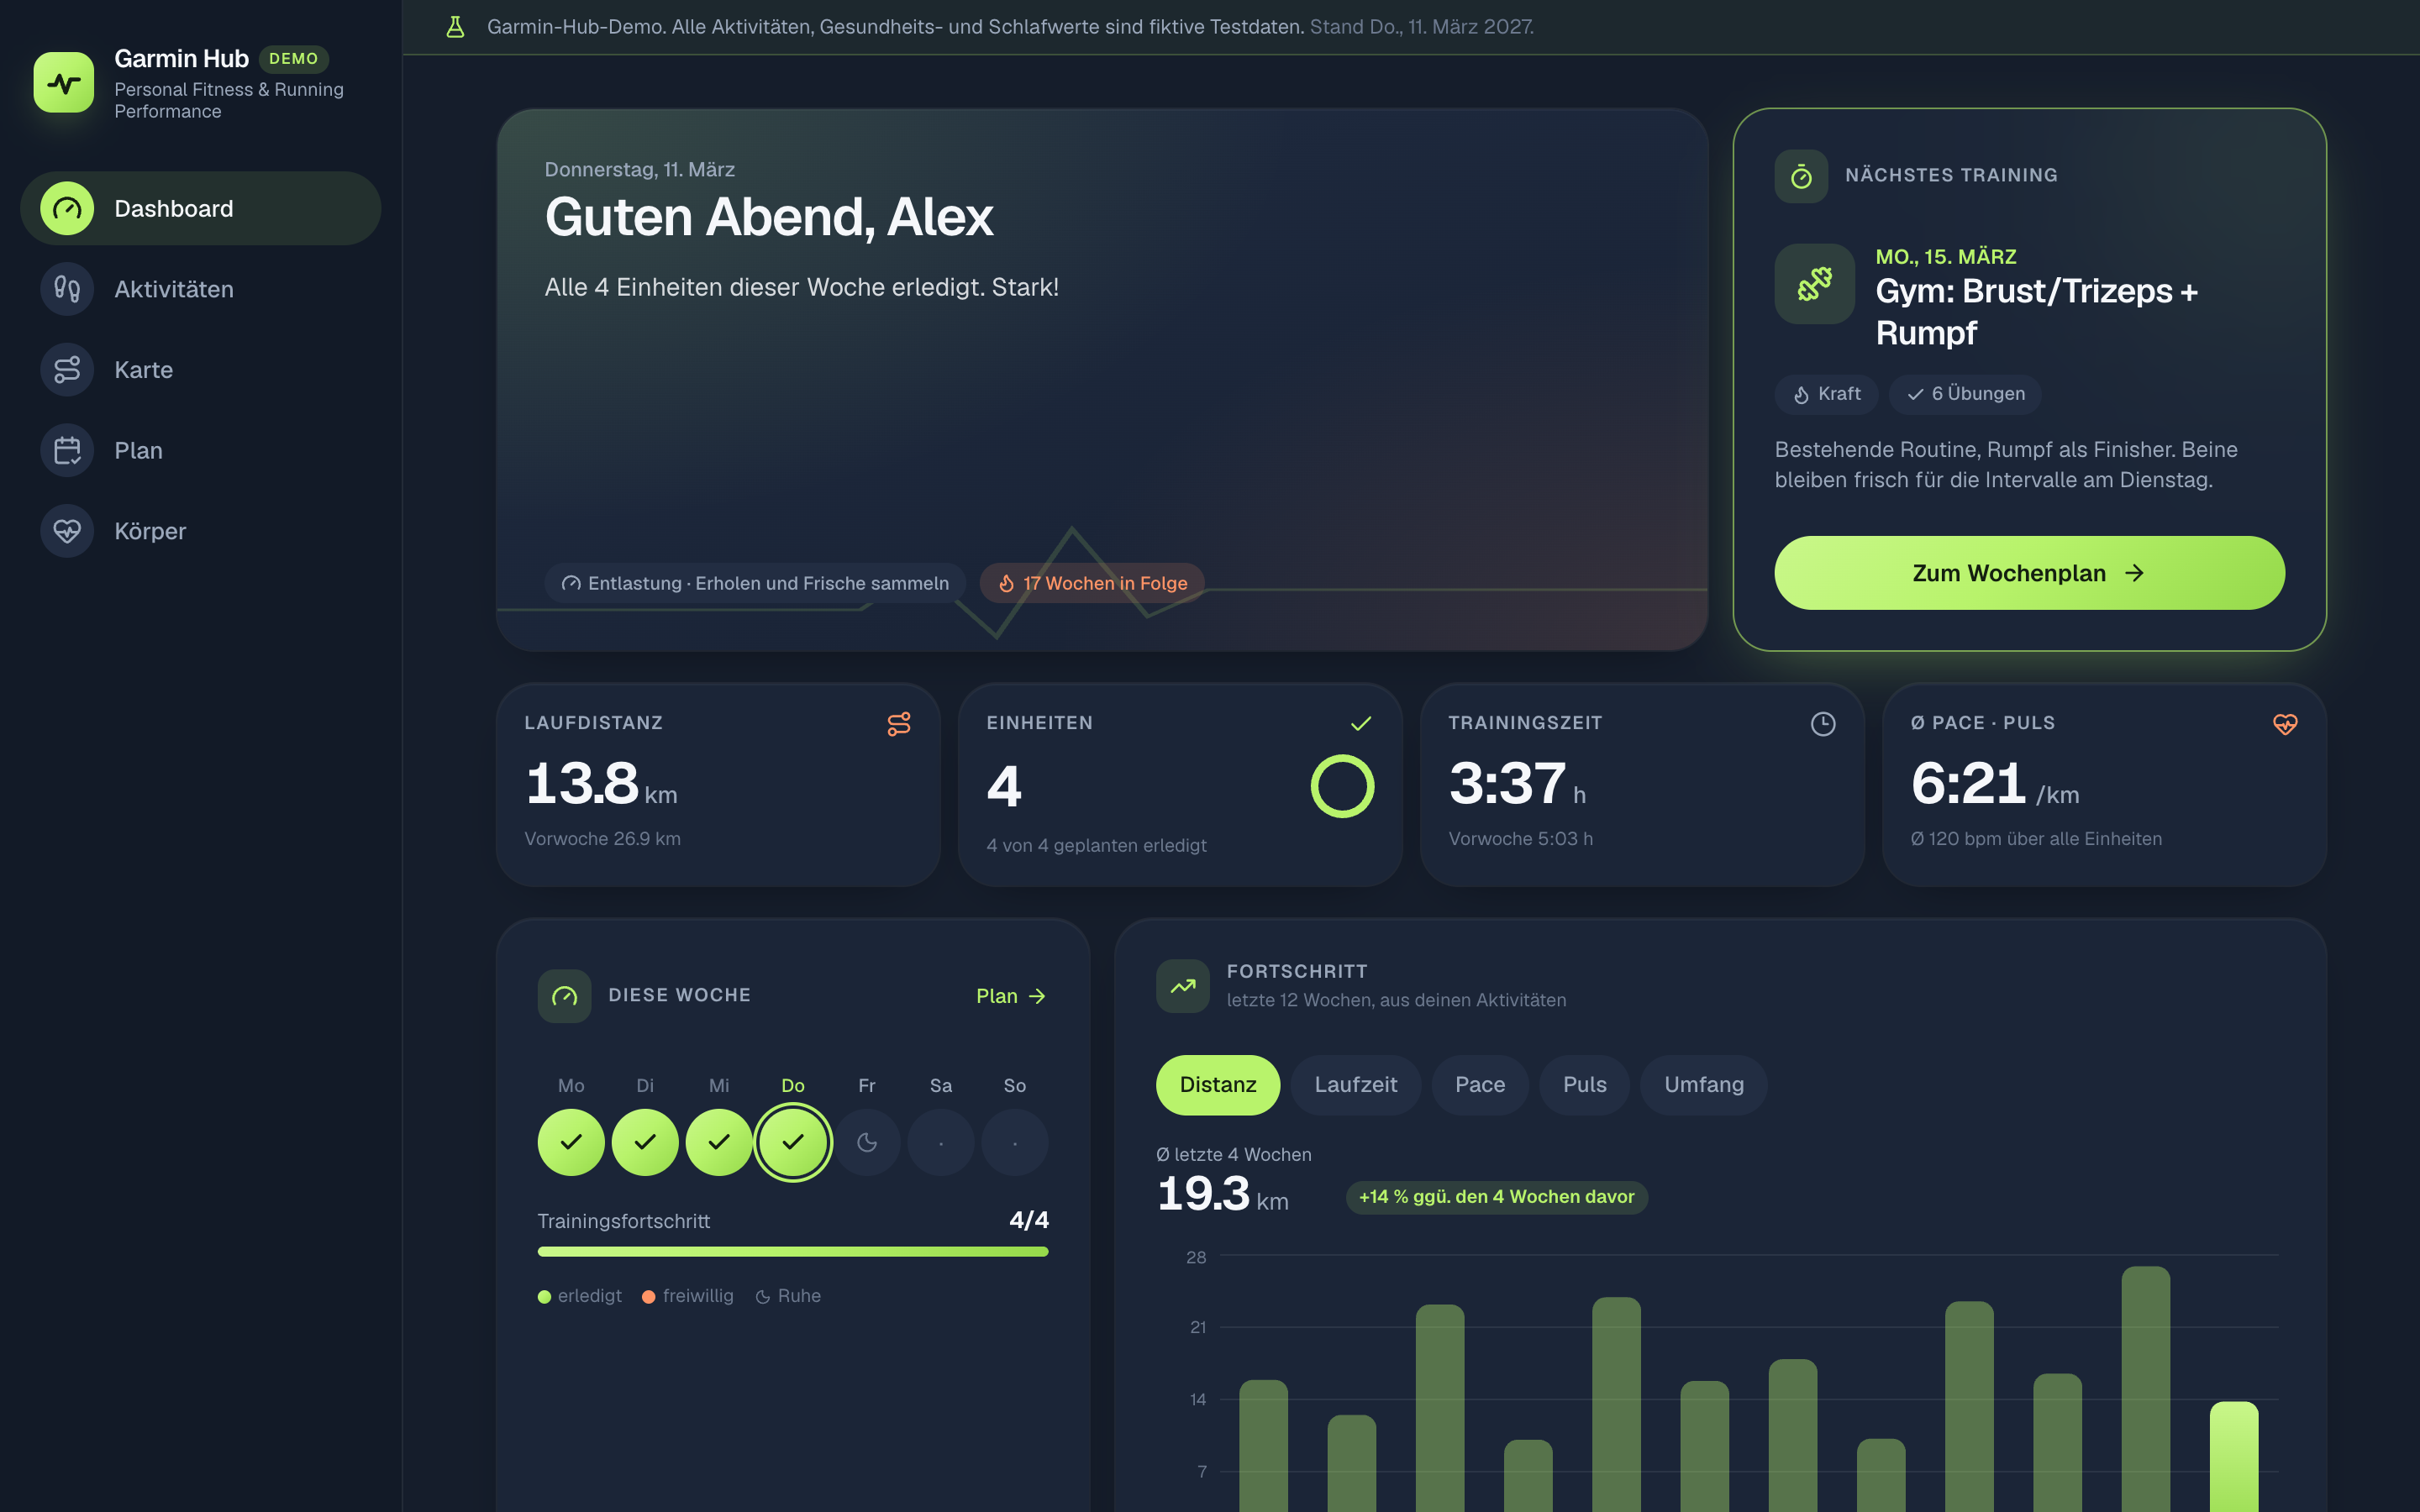 Garmin Hub DEMO
Personal Fitness & Running
Performance
Dashboard
Aktivitäten
Karte
Plan
Körper
Garmin-Hub-Demo. Alle Aktivitäten, Gesundheits- und Schlafwerte sind fiktive Testdaten. Stand Do., 11. März 2027.
Donnerstag, 11. März
Guten Abend, Alex
Alle 4 Einheiten dieser Woche erledigt. Stark!
Entlastung · Erholen und Frische sammeln
17 Wochen in Folge
NÄCHSTES TRAINING
MO., 15. MÄRZ
Gym: Brust/Trizeps +
Rumpf
Kraft
6 Übungen
Bestehende Routine, Rumpf als Finisher. Beine
bleiben frisch für die Intervalle am Dienstag.
Zum Wochenplan
LAUFDISTANZ
13.8 km
Vorwoche 26.9 km
EINHEITEN
4
4 von 4 geplanten erledigt
TRAININGSZEIT
3:37 h
Vorwoche 5:03 h
Ø PACE · PULS
6:21 /km
Ø 120 bpm über alle Einheiten
DIESE WOCHE
Plan
Mo Di Mi Do Fr Sa So
Trainingsfortschritt 4/4
erledigt freiwillig Ruhe
FORTSCHRITT
letzte 12 Wochen, aus deinen Aktivitäten
Distanz Laufzeit Pace Puls Umfang
Ø letzte 4 Wochen
19.3 km
+14 % ggü. den 4 Wochen davor
28
21
14
7